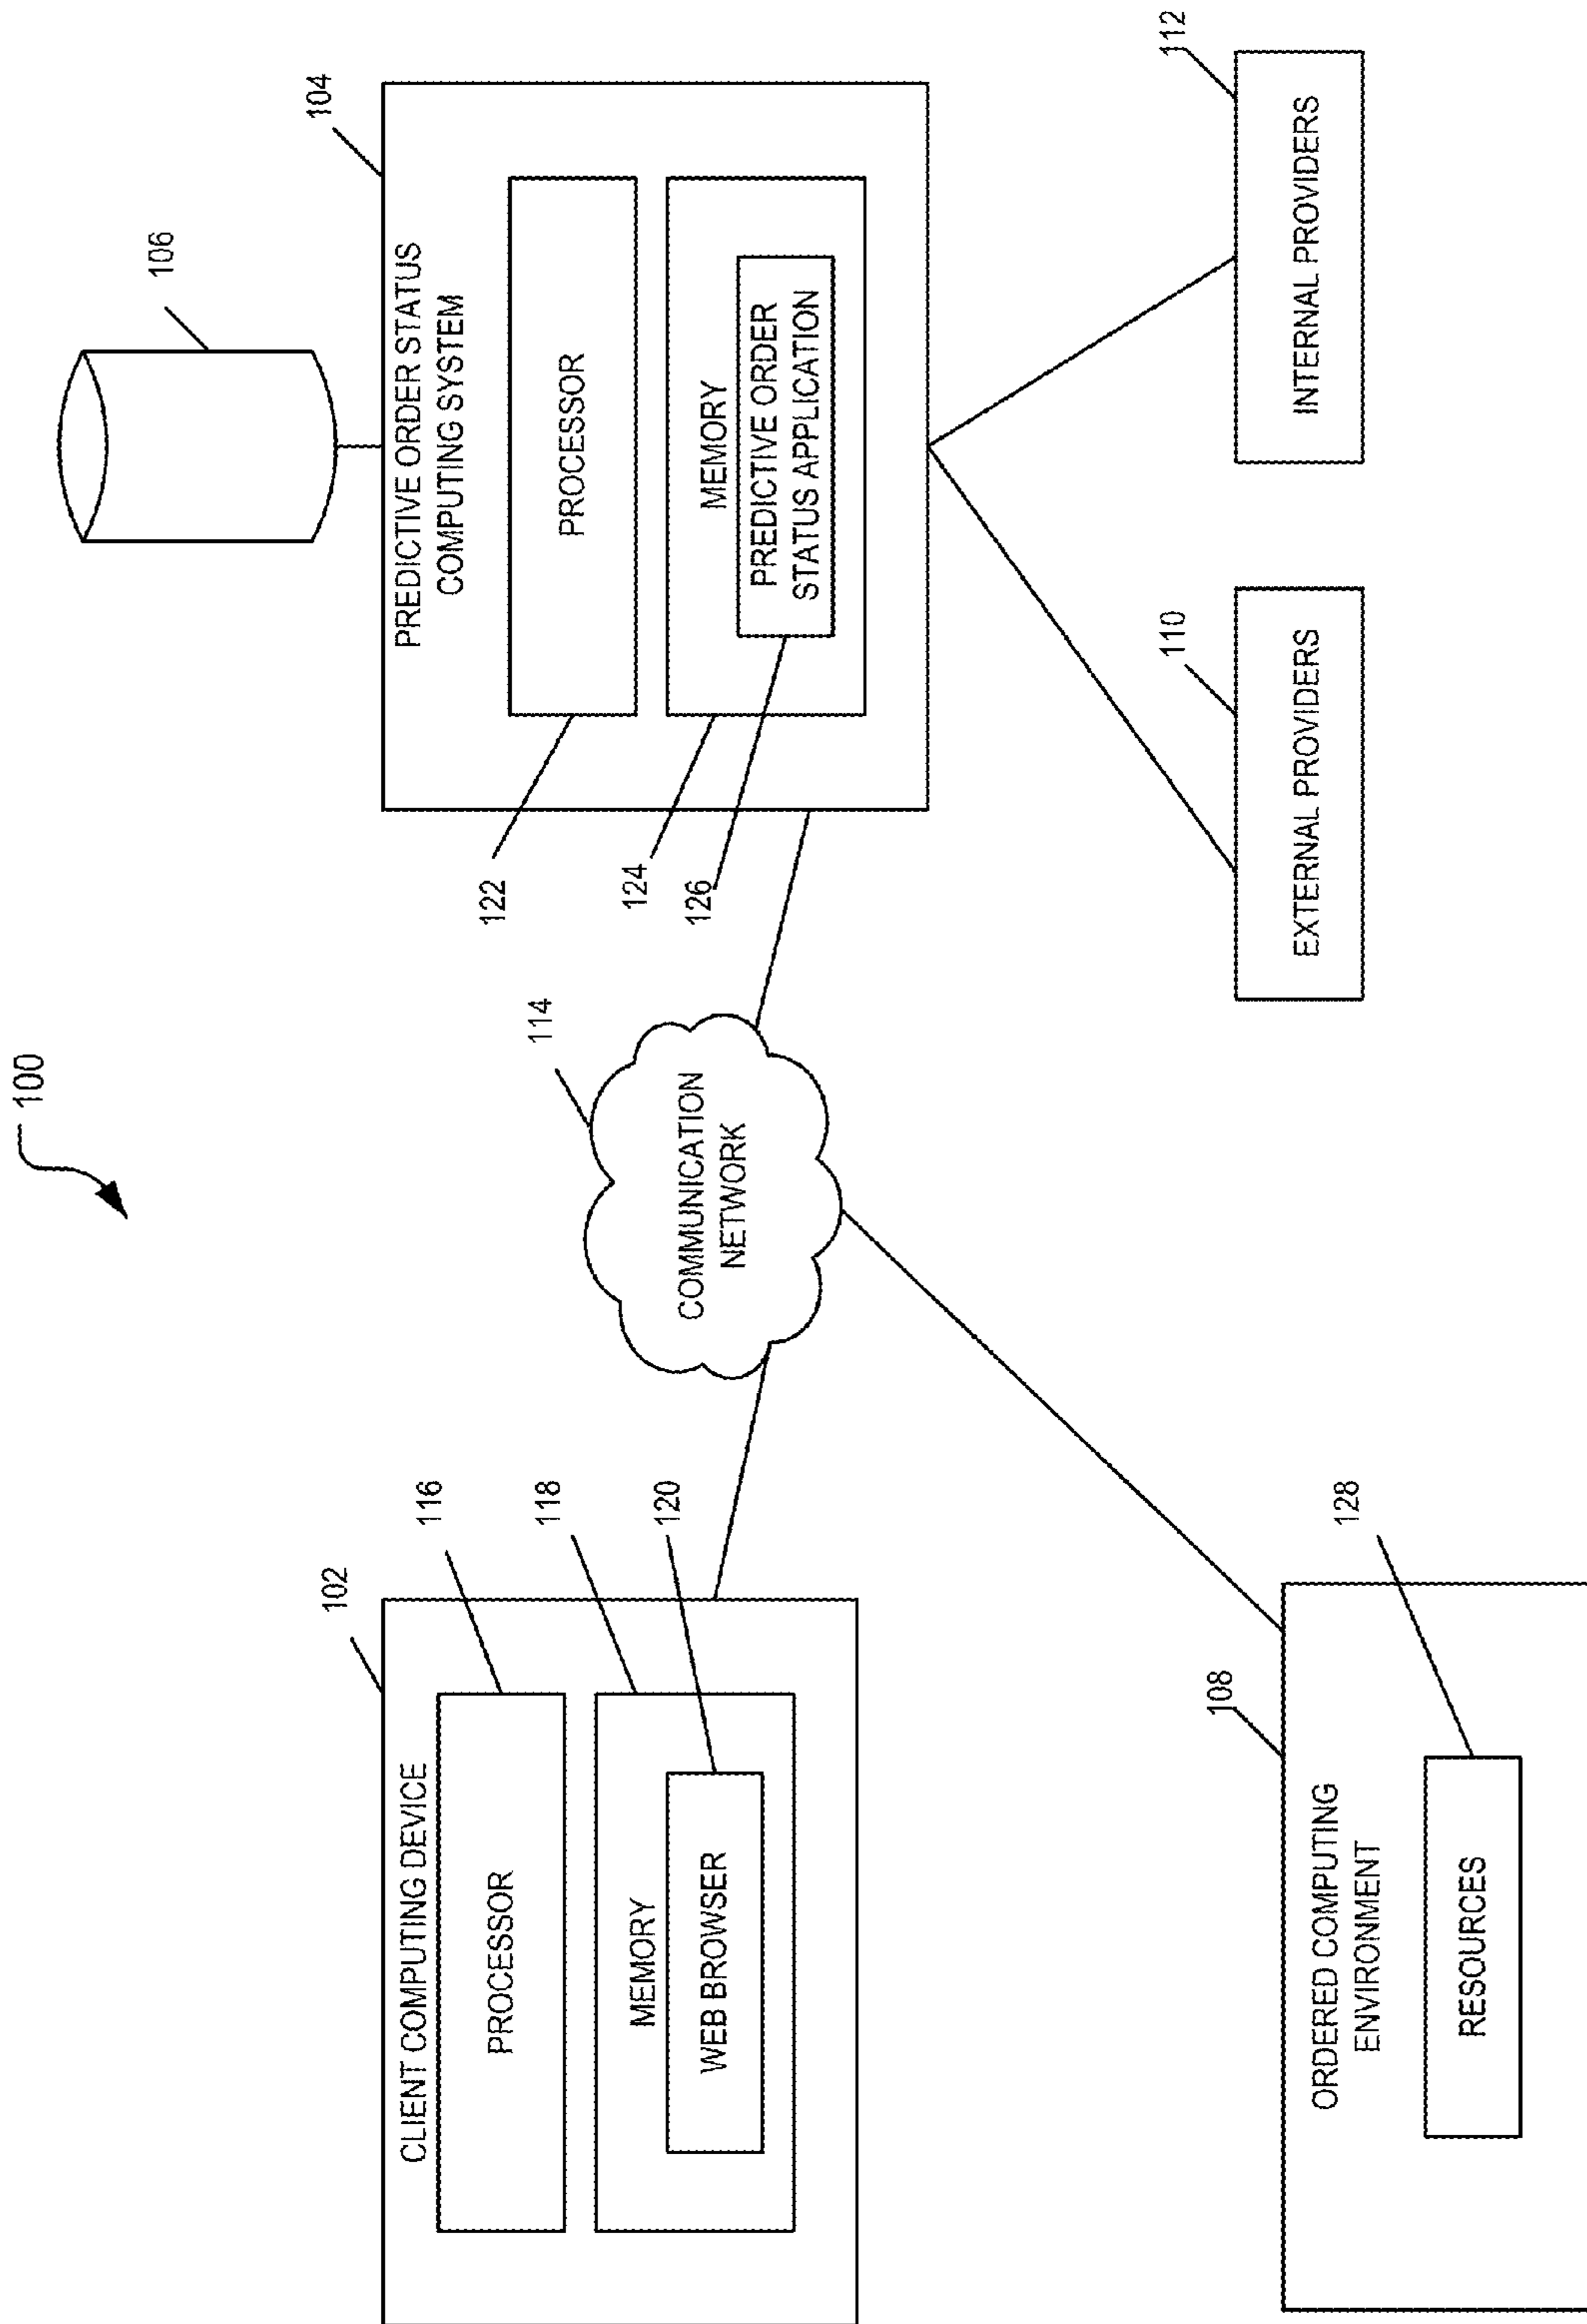 100
106
104
PREDICTIVE ORDER STATUS
COMPUTING SYSTEM
PROCESSOR
122
MEMORY
124
PREDICTIVE ORDER
STATUS APPLICATION
126
114
COMMUNICATION
NETWORK
102
CLIENT COMPUTING DEVICE
116
PROCESSOR
118
MEMORY
120
WEB BROWSER
108
ORDERED COMPUTING
ENVIRONMENT
128
RESOURCES
110
EXTERNAL PROVIDERS
112
INTERNAL PROVIDERS